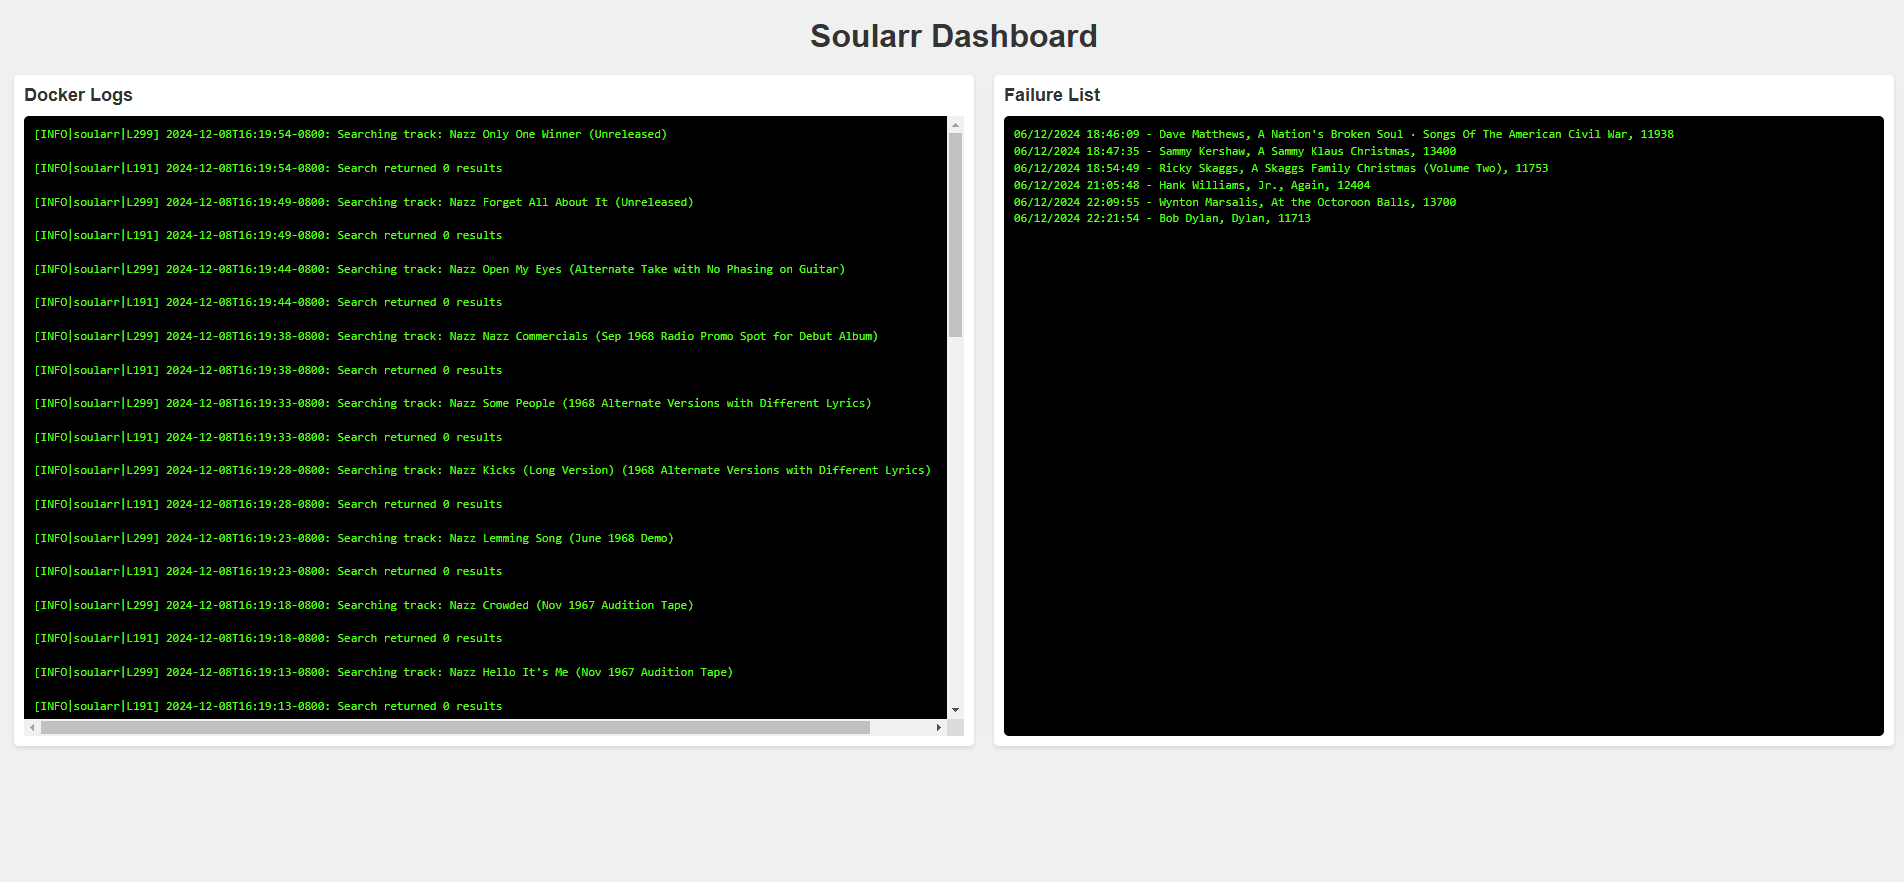 Soularr Dashboard
Docker Logs
[INFO|soularr|L299] 2024-12-08T16:19:54-0800: Searching track: Nazz Only One Winner (Unreleased)
[INFO|soularr|L191] 2024-12-08T16:19:54-0800: Search returned 0 results
[INFO|soularr|L299] 2024-12-08T16:19:49-0800: Searching track: Nazz Forget All About It (Unreleased)
[INFO|soularr|L191] 2024-12-08T16:19:49-0800: Search returned 0 results
[INFO|soularr|L299] 2024-12-08T16:19:44-0800: Searching track: Nazz Open My Eyes (Alternate Take with No Phasing on Guitar)
[INFO|soularr|L191] 2024-12-08T16:19:44-0800: Search returned 0 results
[INFO|soularr|L299] 2024-12-08T16:19:38-0800: Searching track: Nazz Nazz Commercials (Sep 1968 Radio Promo Spot for Debut Album)
[INFO|soularr|L191] 2024-12-08T16:19:38-0800: Search returned 0 results
[INFO|soularr|L299] 2024-12-08T16:19:33-0800: Searching track: Nazz Some People (1968 Alternate Versions with Different Lyrics)
[INFO|soularr|L191] 2024-12-08T16:19:33-0800: Search returned 0 results
[INFO|soularr|L299] 2024-12-08T16:19:28-0800: Searching track: Nazz Kicks (Long Version) (1968 Alternate Versions with Different Lyrics)
[INFO|soularr|L191] 2024-12-08T16:19:28-0800: Search returned 0 results
[INFO|soularr|L299] 2024-12-08T16:19:23-0800: Searching track: Nazz Lemming Song (June 1968 Demo)
[INFO|soularr|L191] 2024-12-08T16:19:23-0800: Search returned 0 results
[INFO|soularr|L299] 2024-12-08T16:19:18-0800: Searching track: Nazz Crowded (Nov 1967 Audition Tape)
[INFO|soularr|L191] 2024-12-08T16:19:18-0800: Search returned 0 results
[INFO|soularr|L299] 2024-12-08T16:19:13-0800: Searching track: Nazz Hello It's Me (Nov 1967 Audition Tape)
[INFO|soularr|L191] 2024-12-08T16:19:13-0800: Search returned 0 results
Failure List
06/12/2024 18:46:09 - Dave Matthews, A Nation's Broken Soul · Songs Of The American Civil War, 11938
06/12/2024 18:47:35 - Sammy Kershaw, A Sammy Klaus Christmas, 13400
06/12/2024 18:54:49 - Ricky Skaggs, A Skaggs Family Christmas (Volume Two), 11753
06/12/2024 21:05:48 - Hank Williams, Jr., Again, 12404
06/12/2024 22:09:55 - Wynton Marsalis, At the Octoroon Balls, 13700
06/12/2024 22:21:54 - Bob Dylan, Dylan, 11713